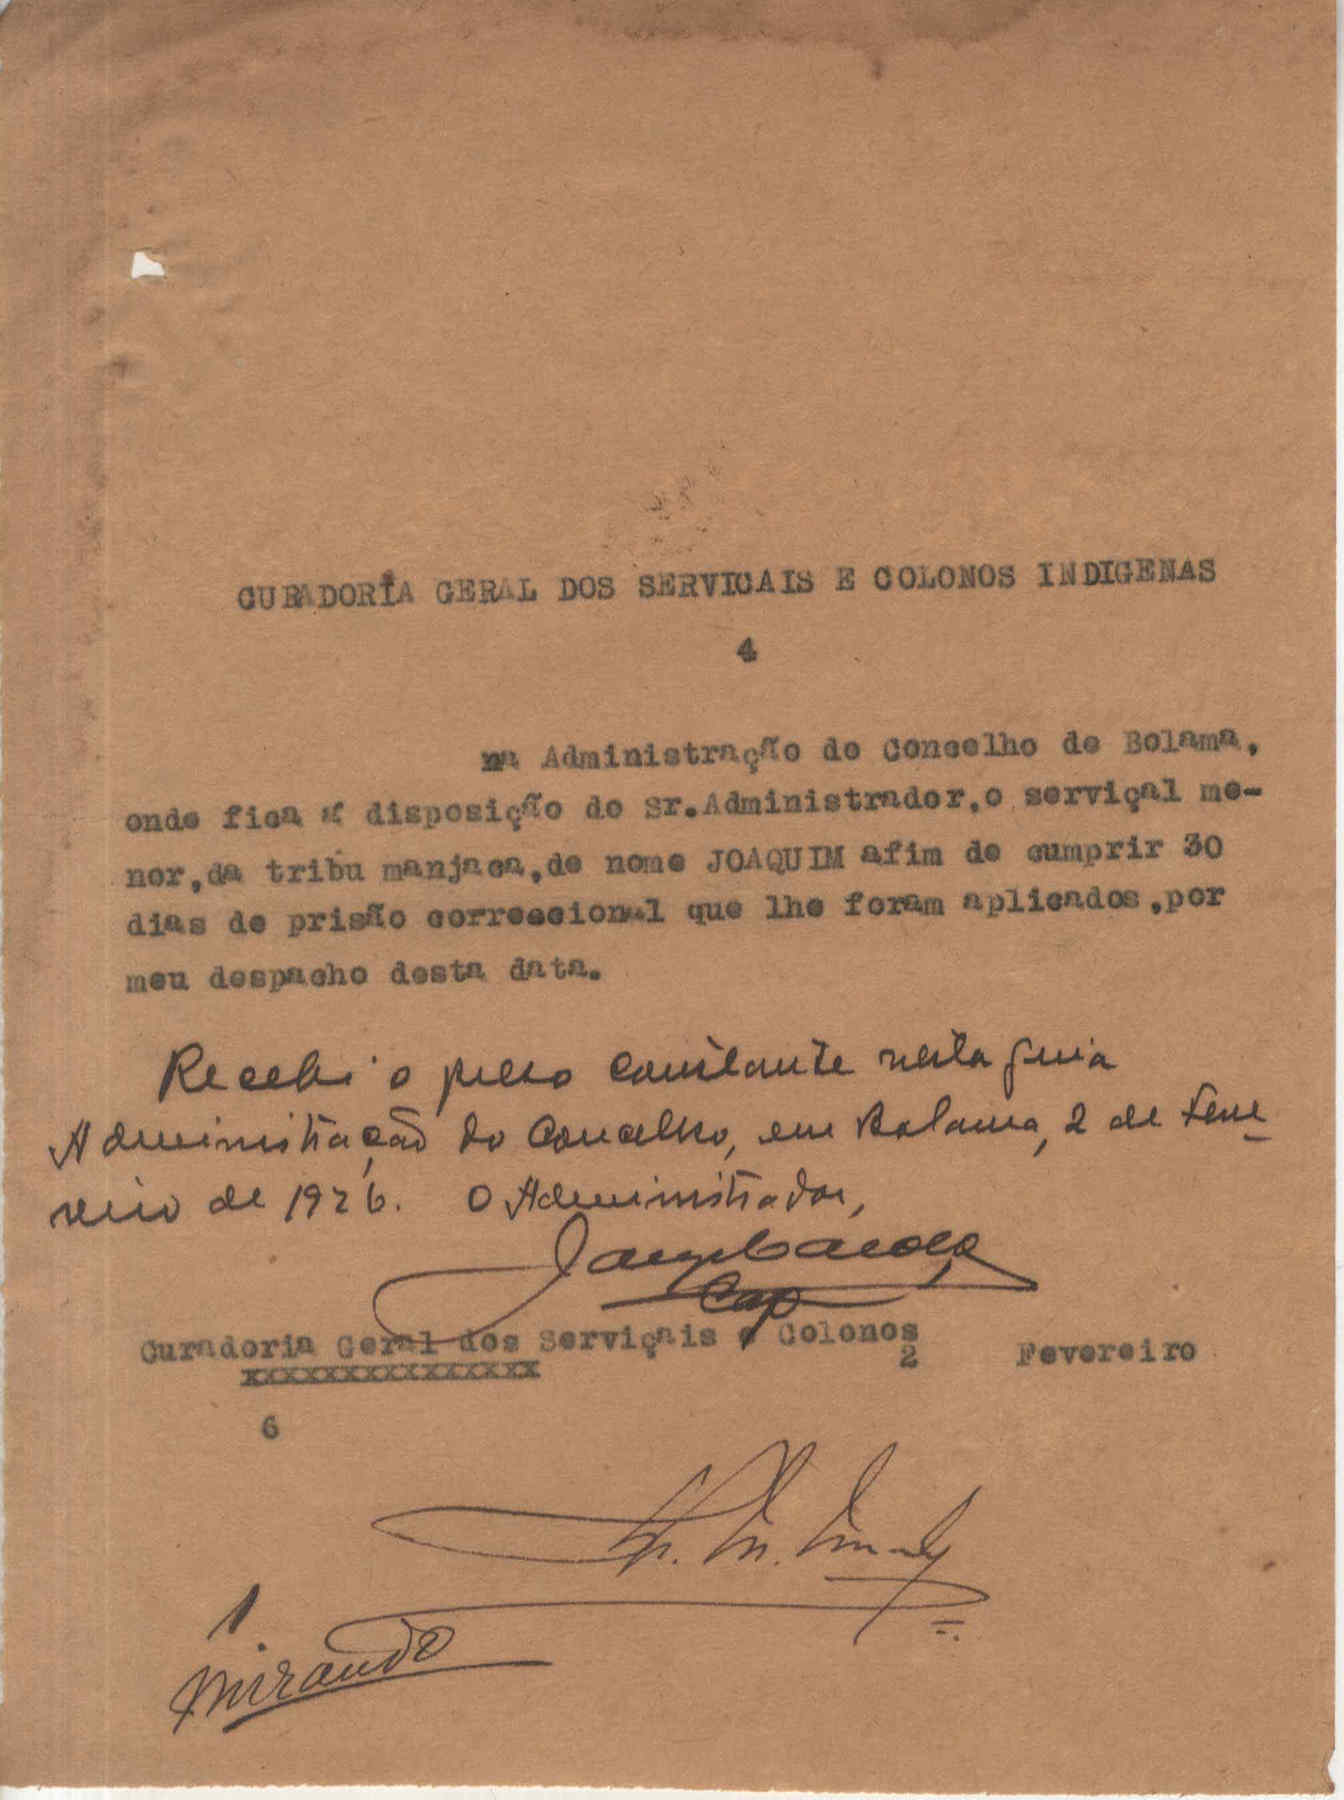 CURADORIA GERAL DOS SERVICAIS E COLONOS INDIGENAS
4
na Administração do Concelho de Bolama,
onde fica á disposição do Sr.Administrador,o serviçal me-
nor,da tribu manjaca,de nome JOAQUIM afim de cumprir 30
dias de prisão correccional que lhe foram aplicados,por
meu despacho desta data.
Recebi o preso constante nesta guia
Administração do Concelho, em Bolama, 2 de Feve
reiro de 1926. O Administrador,
Cap
Curadoria Geral dos Serviçais e Colonos
xxxxxxxxxxxxxxxx
2 Fevereiro
6
Miranda